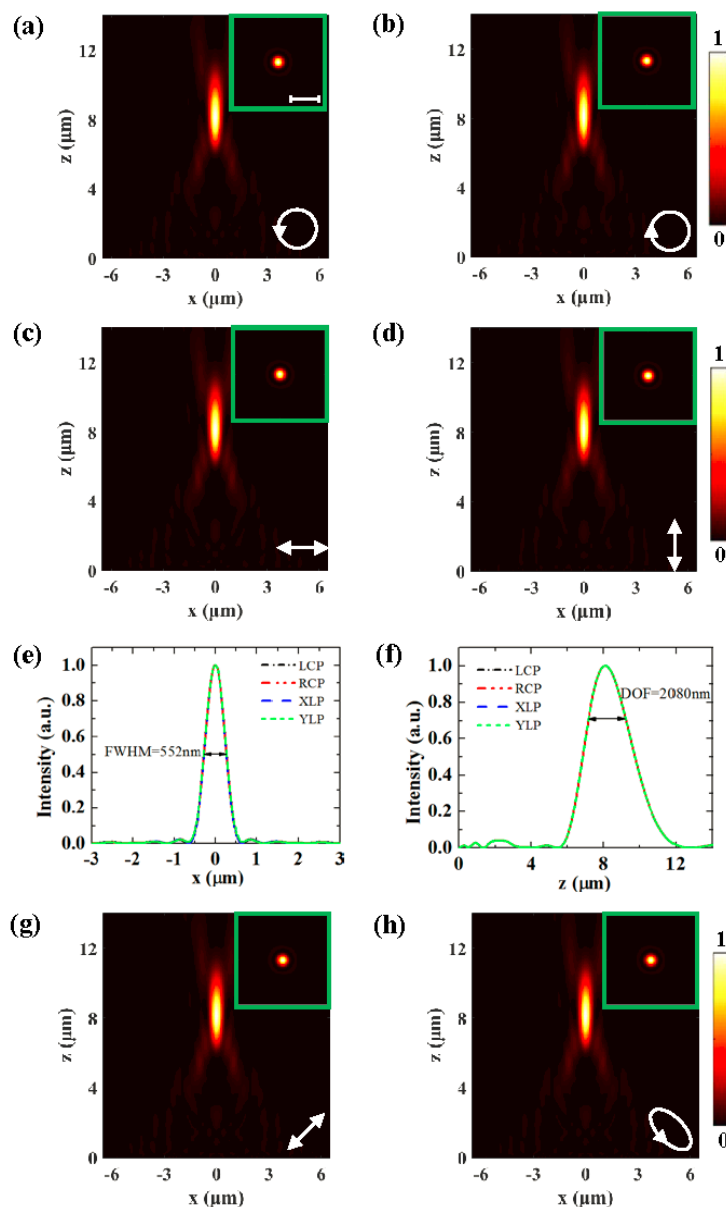 (a)
12
8
4
0
z (μm)
-6
-3
0
3
6
x (μm)
(b)
12
8
4
0
z (μm)
-6
-3
0
3
6
x (μm)
1
0
(c)
12
8
4
0
z (μm)
-6
-3
0
3
6
x (μm)
(d)
12
8
4
0
z (μm)
-6
-3
0
3
6
x (μm)
1
0
(e)
1.0
0.8
0.6
0.4
0.2
0.0
Intensity (a.u.)
LCP
RCP
XLP
YLP
FWHM=552nm
-3
-2
-1
0
1
2
3
x (μm)
(f)
1.0
0.8
0.6
0.4
0.2
0.0
Intensity (a.u.)
LCP
RCP
XLP
YLP
DOF=2080nm
0
4
8
12
z (μm)
(g)
12
8
4
0
z (μm)
-6
-3
0
3
6
x (μm)
(h)
12
8
4
0
z (μm)
-6
-3
0
3
6
x (μm)
1
0